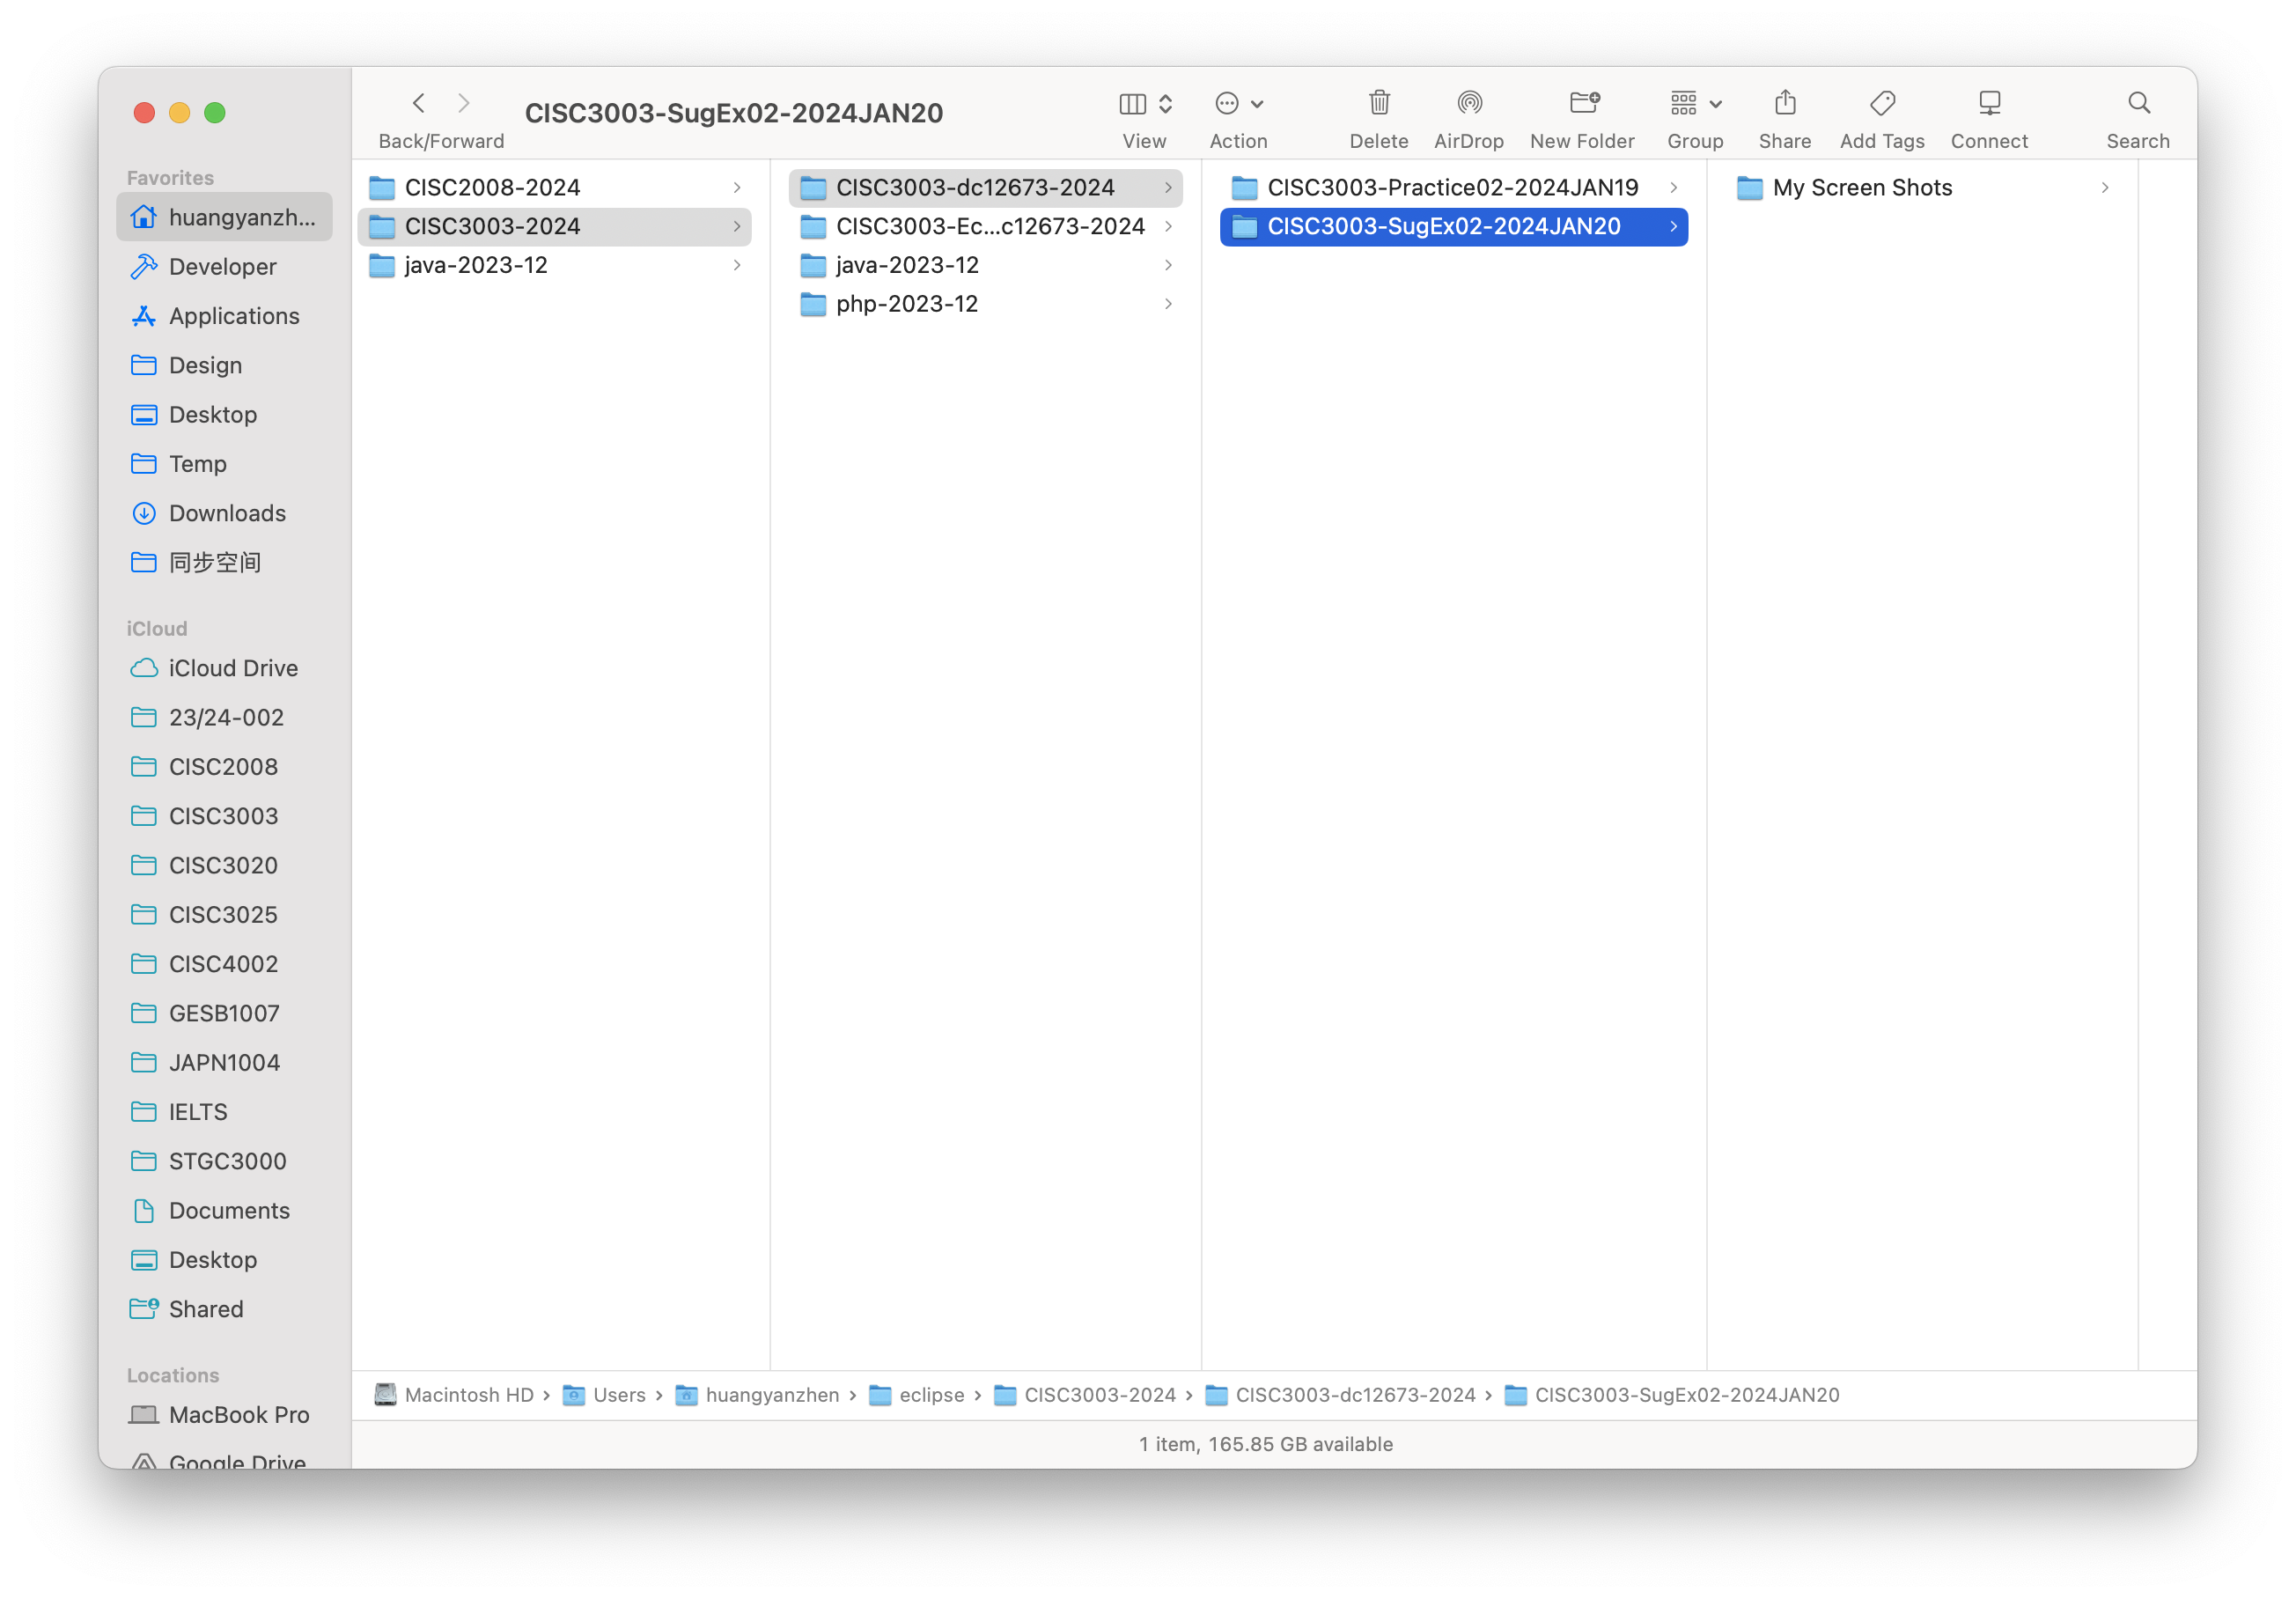 CISC3003-SugEx02-2024JAN20
Back/Forward
View
Action
Delete
AirDrop
New Folder
Group
Share
Add Tags
Connect
Search
Favorites
huangyanzh...
Developer
Applications
Design
Desktop
Temp
Downloads
同步空间
iCloud
iCloud Drive
23/24-002
CISC2008
CISC3003
CISC3020
CISC3025
CISC4002
GESB1007
JAPN1004
IELTS
STGC3000
Documents
Desktop
Shared
Locations
MacBook Pro
Google Drive
CISC2008-2024
CISC3003-2024
java-2023-12
CISC3003-dc12673-2024
CISC3003-Ec...c12673-2024
java-2023-12
php-2023-12
CISC3003-Practice02-2024JAN19
CISC3003-SugEx02-2024JAN20
My Screen Shots
Macintosh HD › Users › huangyanzhen › eclipse › CISC3003-2024 › CISC3003-dc12673-2024 › CISC3003-SugEx02-2024JAN20
1 item, 165.85 GB available